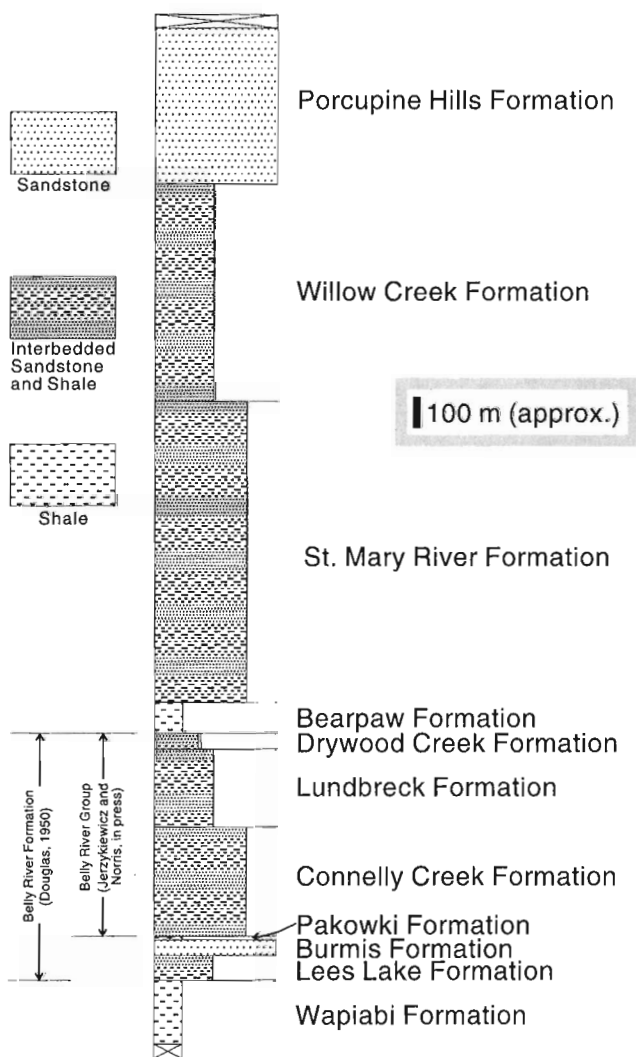 Porcupine Hills Formation
Sandstone
Willow Creek Formation
Interbedded
Sandstone
and Shale
100 m (approx.)
Shale
St. Mary River Formation
Bearpaw Formation
Drywood Creek Formation
Lundbreck Formation
Belly River Formation
(Douglas, 1950)
Belly River Group
(Jerzykiewicz and
Norris, in press)
Connelly Creek Formation
Pakowki Formation
Burmis Formation
Lees Lake Formation
Wapiabi Formation